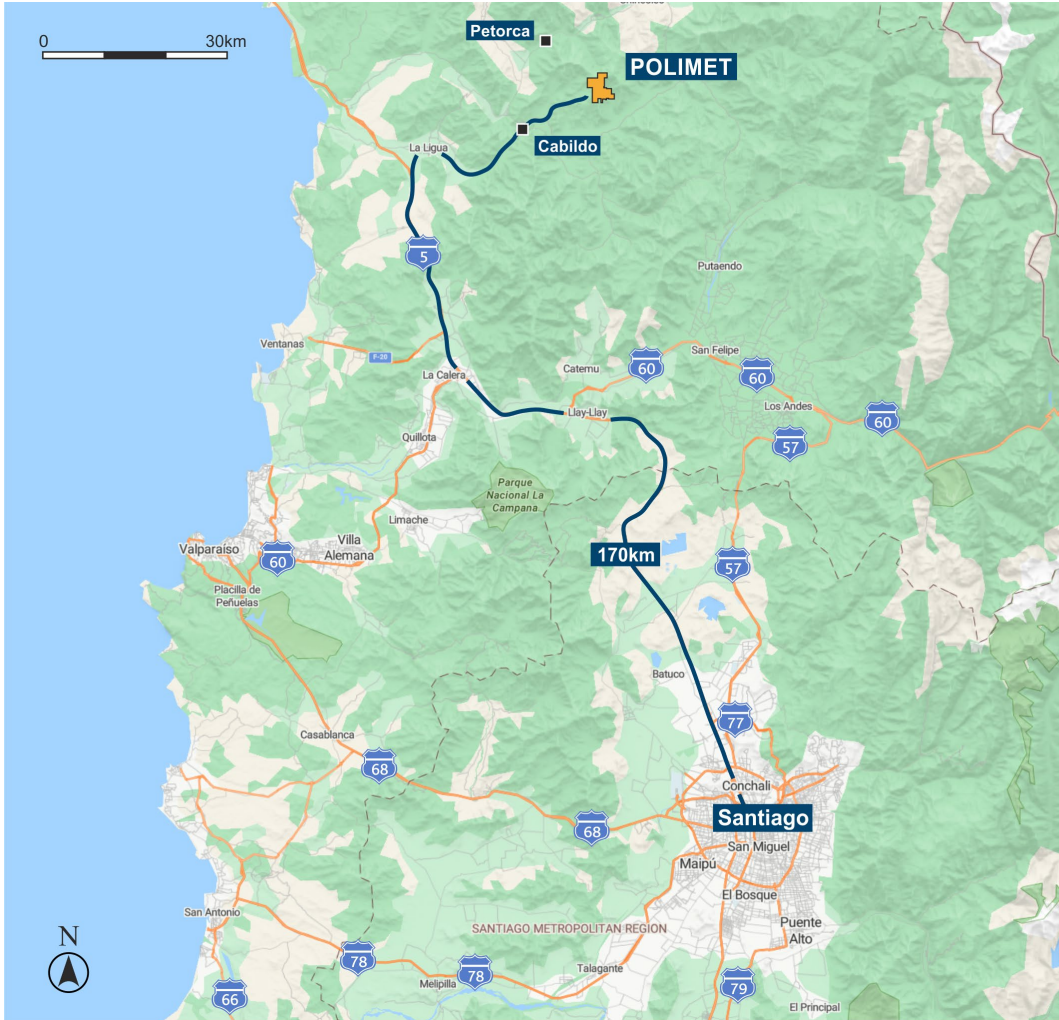 0
30km
Petorca
POLIMET
Cabildo
La Ligua
5
Putaendo
Ventanas
F-20
La Calera
Catemu
60
San Felipe
60
Los Andes
60
57
Llay-Llay
Quillota
Parque
Nacional La
Campana
Limache
Villa
Alemana
Valparaíso
60
170km
57
Placilla de
Peñuelas
Batuco
77
Casablanca
68
Conchalí
Santiago
68
San Miguel
Maipú
El Bosque
Puente
Alto
San Antonio
SANTIAGO METROPOLITAN REGION
N
78
78
Talagante
Melipilla
66
79
El Principal